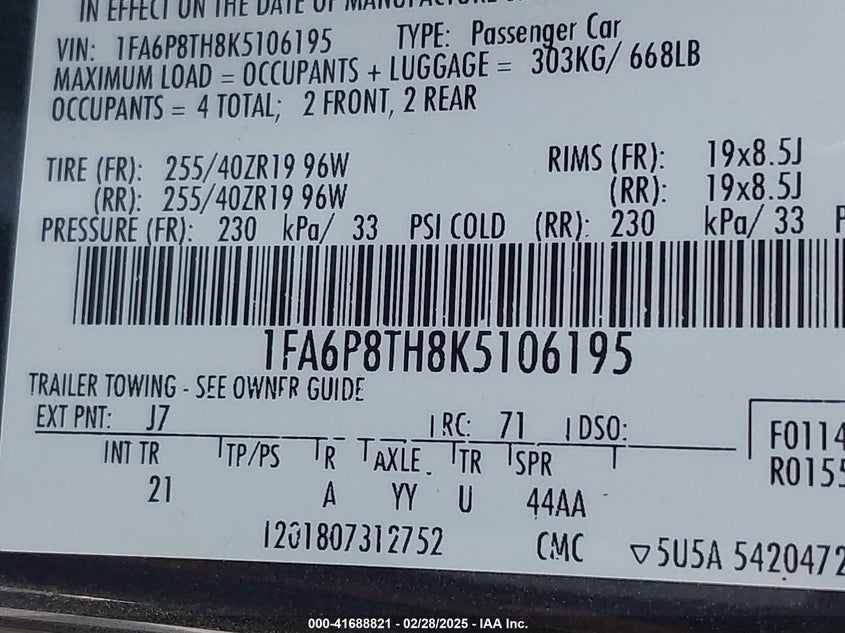 IN EFFECT ON THE DATE OF MANUFACTURE
VIN: 1FA6P8TH8K5106195 TYPE: Passenger Car
MAXIMUM LOAD = OCCUPANTS + LUGGAGE = 303KG/ 668LB
OCCUPANTS = 4 TOTAL; 2 FRONT, 2 REAR
TIRE (FR): 255/40ZR19 96W RIMS (FR): 19x8.5J
(RR): 255/40ZR19 96W (RR): 19x8.5J
PRESSURE (FR): 230 kPa/ 33 PSI COLD (RR): 230 kPa/ 33 P
1FA6P8TH8K5106195
TRAILER TOWING - SEE OWNER GUIDE
EXT PNT: J7 RC: 71 DSO:
F0114
INT TR TP/PS R AXLE TR SPR
R0155
21 A YY U 44AA
I201807312752 CMC ▽5U5A 5420472
000-41688821 - 02/28/2025 - IAA Inc.